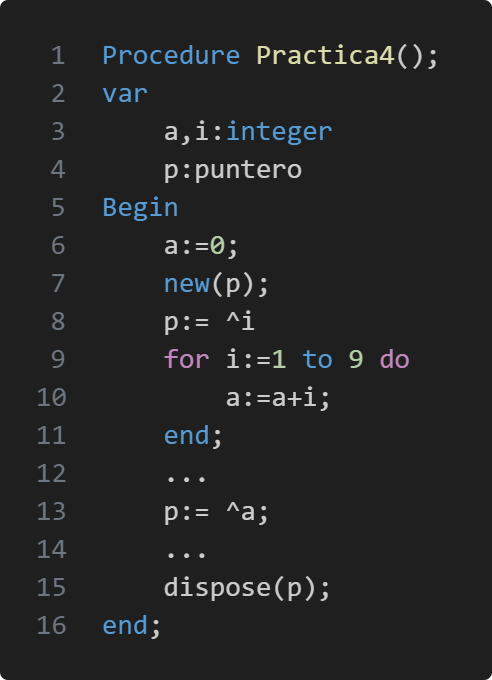 1 Procedure Practica4();
2 var
3     a,i:integer
4     p:puntero
5 Begin
6     a:=0;
7     new(p);
8     p:= ^i
9     for i:=1 to 9 do
10         a:=a+i;
11     end;
12     ...
13     p:= ^a;
14     ...
15     dispose(p);
16 end;